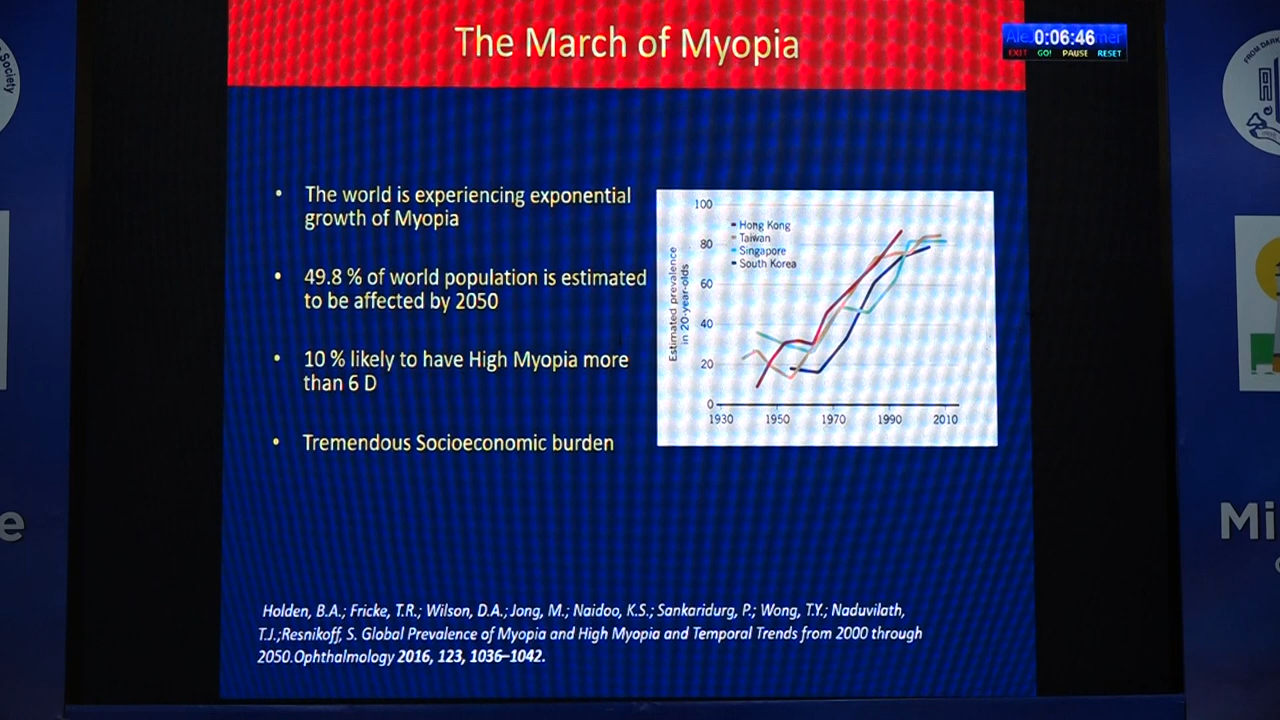 The March of Myopia
0:06:46
EXIT GO! PAUSE RESET
Society
FROM DARK
• The world is experiencing exponential
growth of Myopia
• 49.8 % of world population is estimated
to be affected by 2050
• 10 % likely to have High Myopia more
than 6 D
• Tremendous Socioeconomic burden
Estimated prevalence
in 20-year-olds
100
80
60
40
20
0
Hong Kong
Taiwan
Singapore
South Korea
1930 1950 1970 1990 2010
e
Mi
Holden, B.A.; Fricke, T.R.; Wilson, D.A.; Jong, M.; Naidoo, K.S.; Sankaridurg, P.; Wong, T.Y.; Naduvilath,
T.J.;Resnikoff, S. Global Prevalence of Myopia and High Myopia and Temporal Trends from 2000 through
2050.Ophthalmology 2016, 123, 1036–1042.